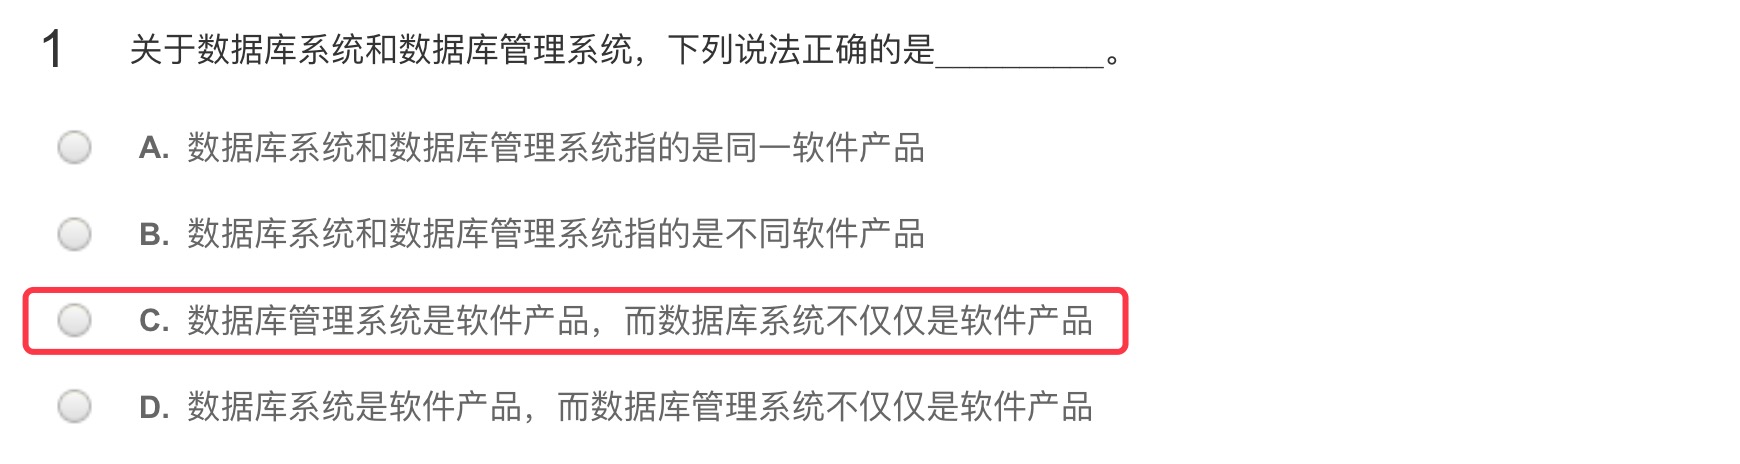 1 关于数据库系统和数据库管理系统，下列说法正确的是__________。
A. 数据库系统和数据库管理系统指的是同一软件产品
B. 数据库系统和数据库管理系统指的是不同软件产品
C. 数据库管理系统是软件产品，而数据库系统不仅仅是软件产品
D. 数据库系统是软件产品，而数据库管理系统不仅仅是软件产品